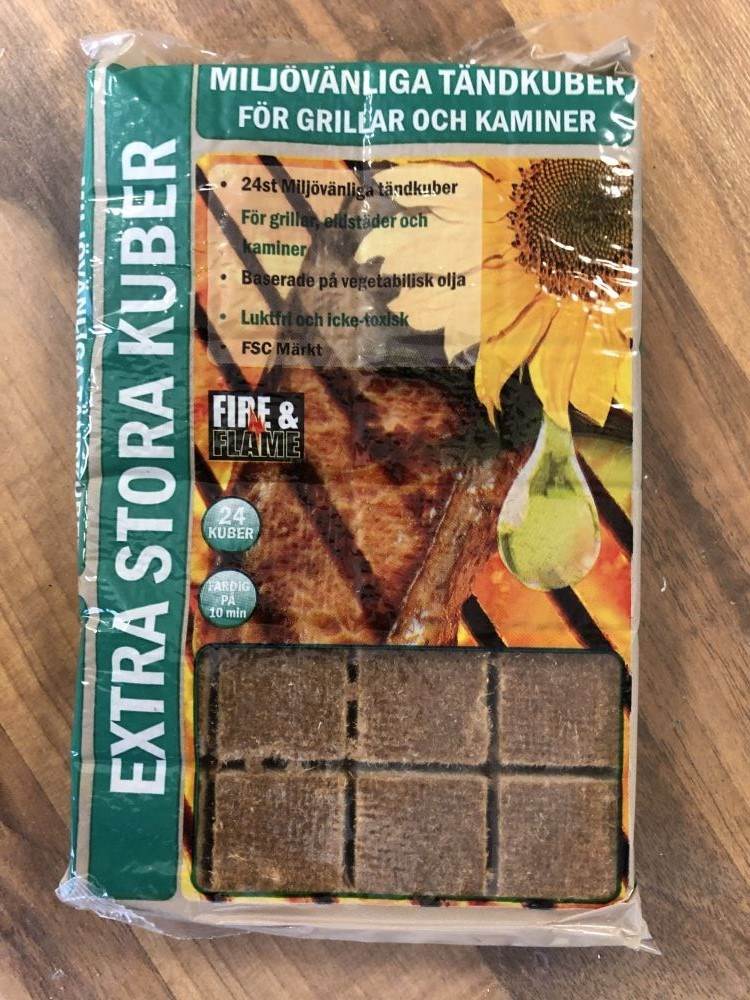 MILJÖVÄNLIGA TÄNDKUBER
FÖR GRILLAR OCH KAMINER
EXTRA STORA KUBER
• 24st Miljövänliga tändkuber
För grillar, eldstäder och
kaminer
• Baserade på vegetabilisk olja
• Luktfri och icke-toxisk
• FSC Märkt
FIRE &
FLAME
24
KUBER
FÄRDIG
PÅ
10 min